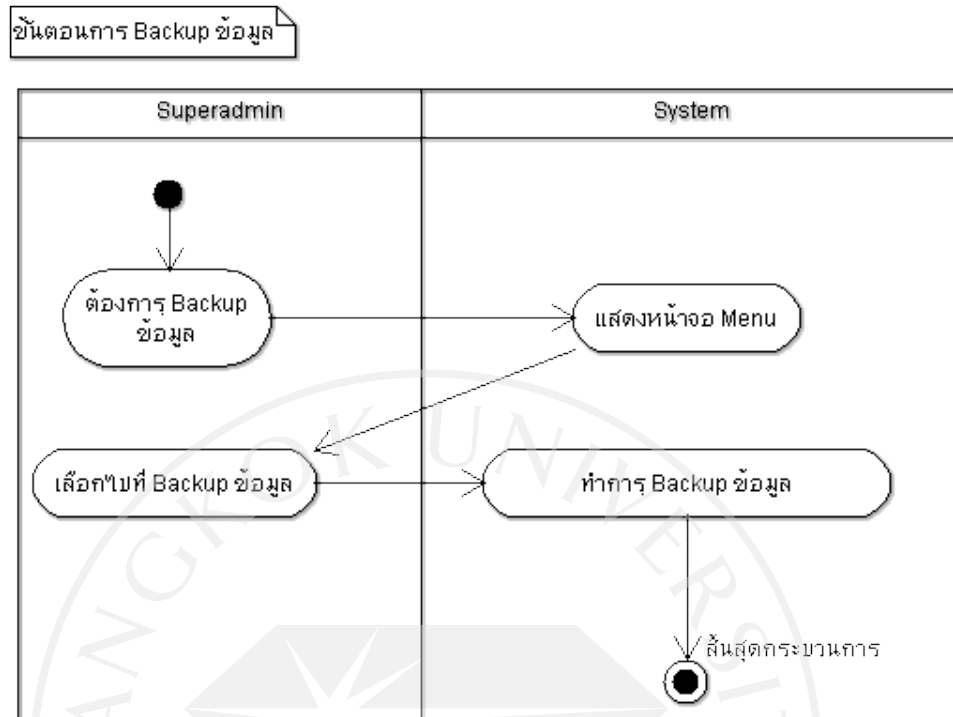 ขั้นตอนการ Backup ข้อมูล
Superadmin
System
ต้องการ Backup
ข้อมูล
แสดงหน้าจอ Menu
เลือกไปที่ Backup ข้อมูล
ทำการ Backup ข้อมูล
สิ้นสุดกระบวนการ
ANGKOK UNIVERSI